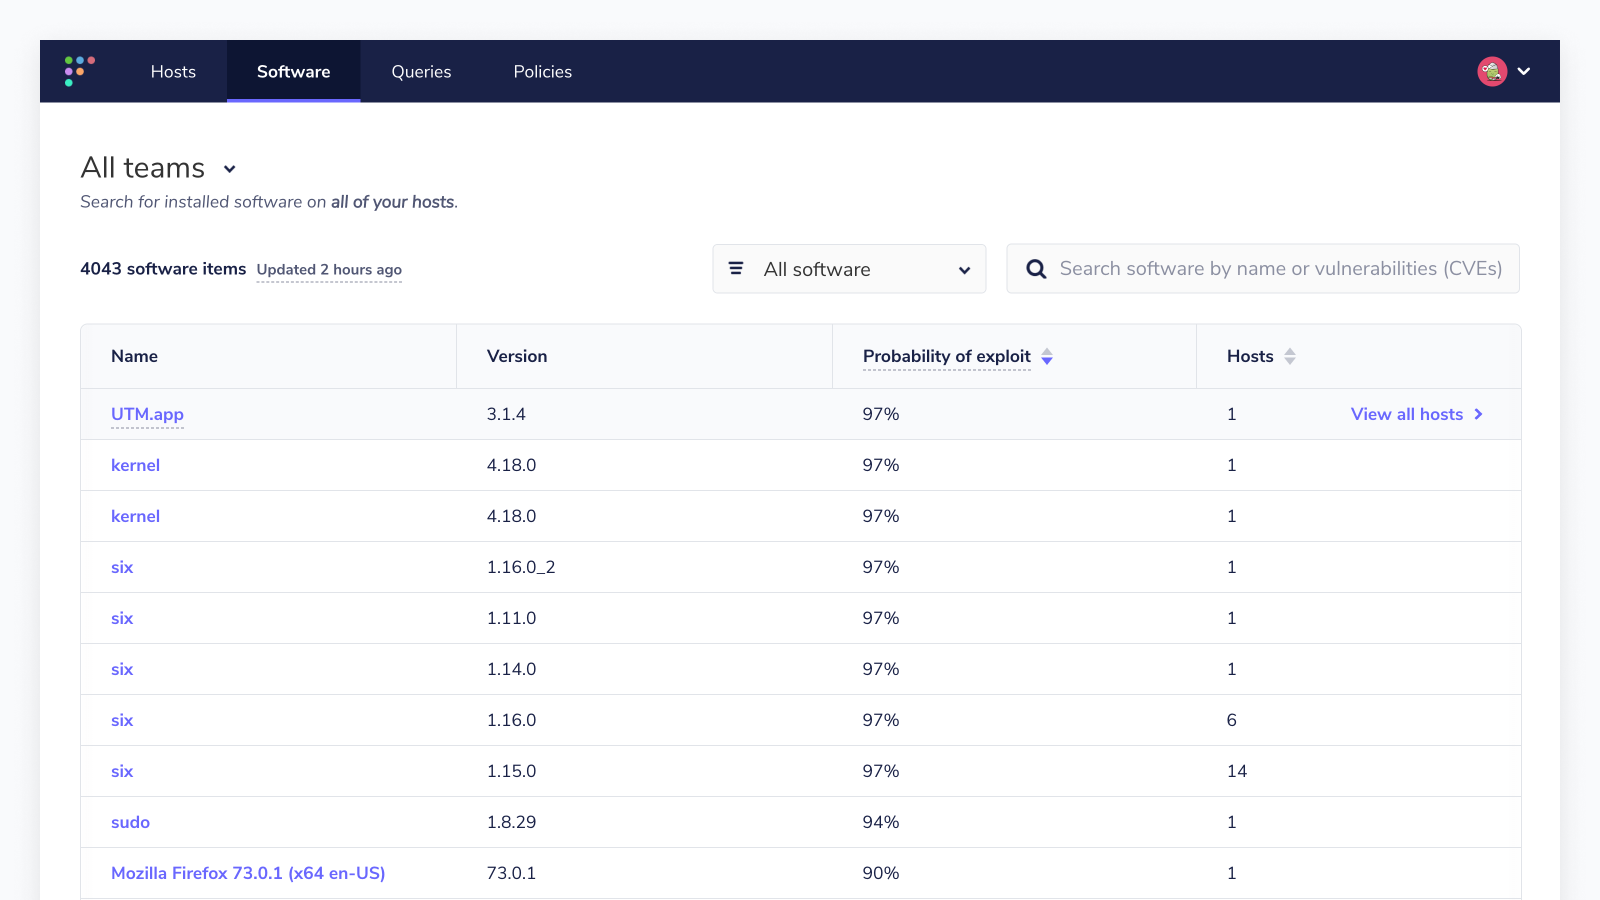 Hosts Software Queries Policies
All teams
Search for installed software on all of your hosts.
4043 software items Updated 2 hours ago All software Search software by name or vulnerabilities (CVEs)
Name Version Probability of exploit Hosts
UTM.app 3.1.4 97% 1 View all hosts
kernel 4.18.0 97% 1
kernel 4.18.0 97% 1
six 1.16.0_2 97% 1
six 1.11.0 97% 1
six 1.14.0 97% 1
six 1.16.0 97% 6
six 1.15.0 97% 14
sudo 1.8.29 94% 1
Mozilla Firefox 73.0.1 (x64 en-US) 73.0.1 90% 1